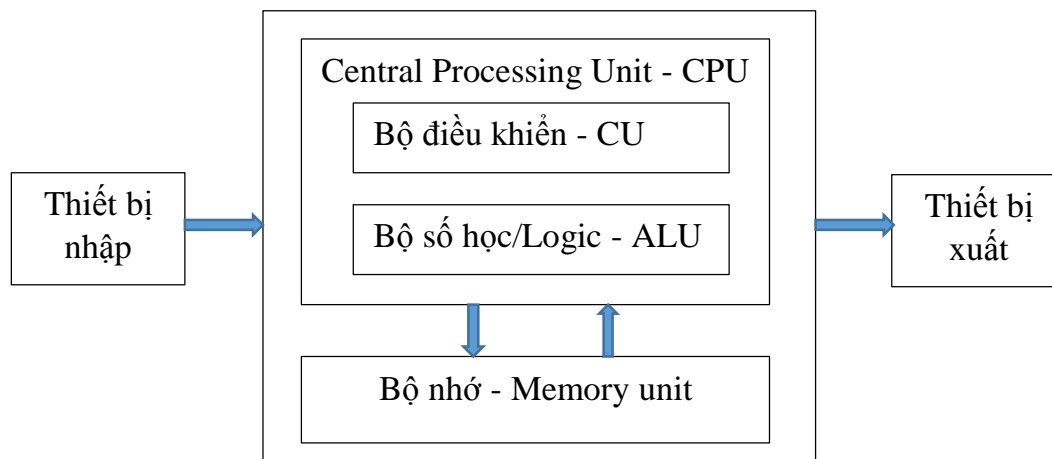 Central Processing Unit - CPU
Bộ điều khiển - CU
Thiết bị
nhập
Bộ số học/Logic - ALU
Thiết bị
xuất
Bộ nhớ - Memory unit